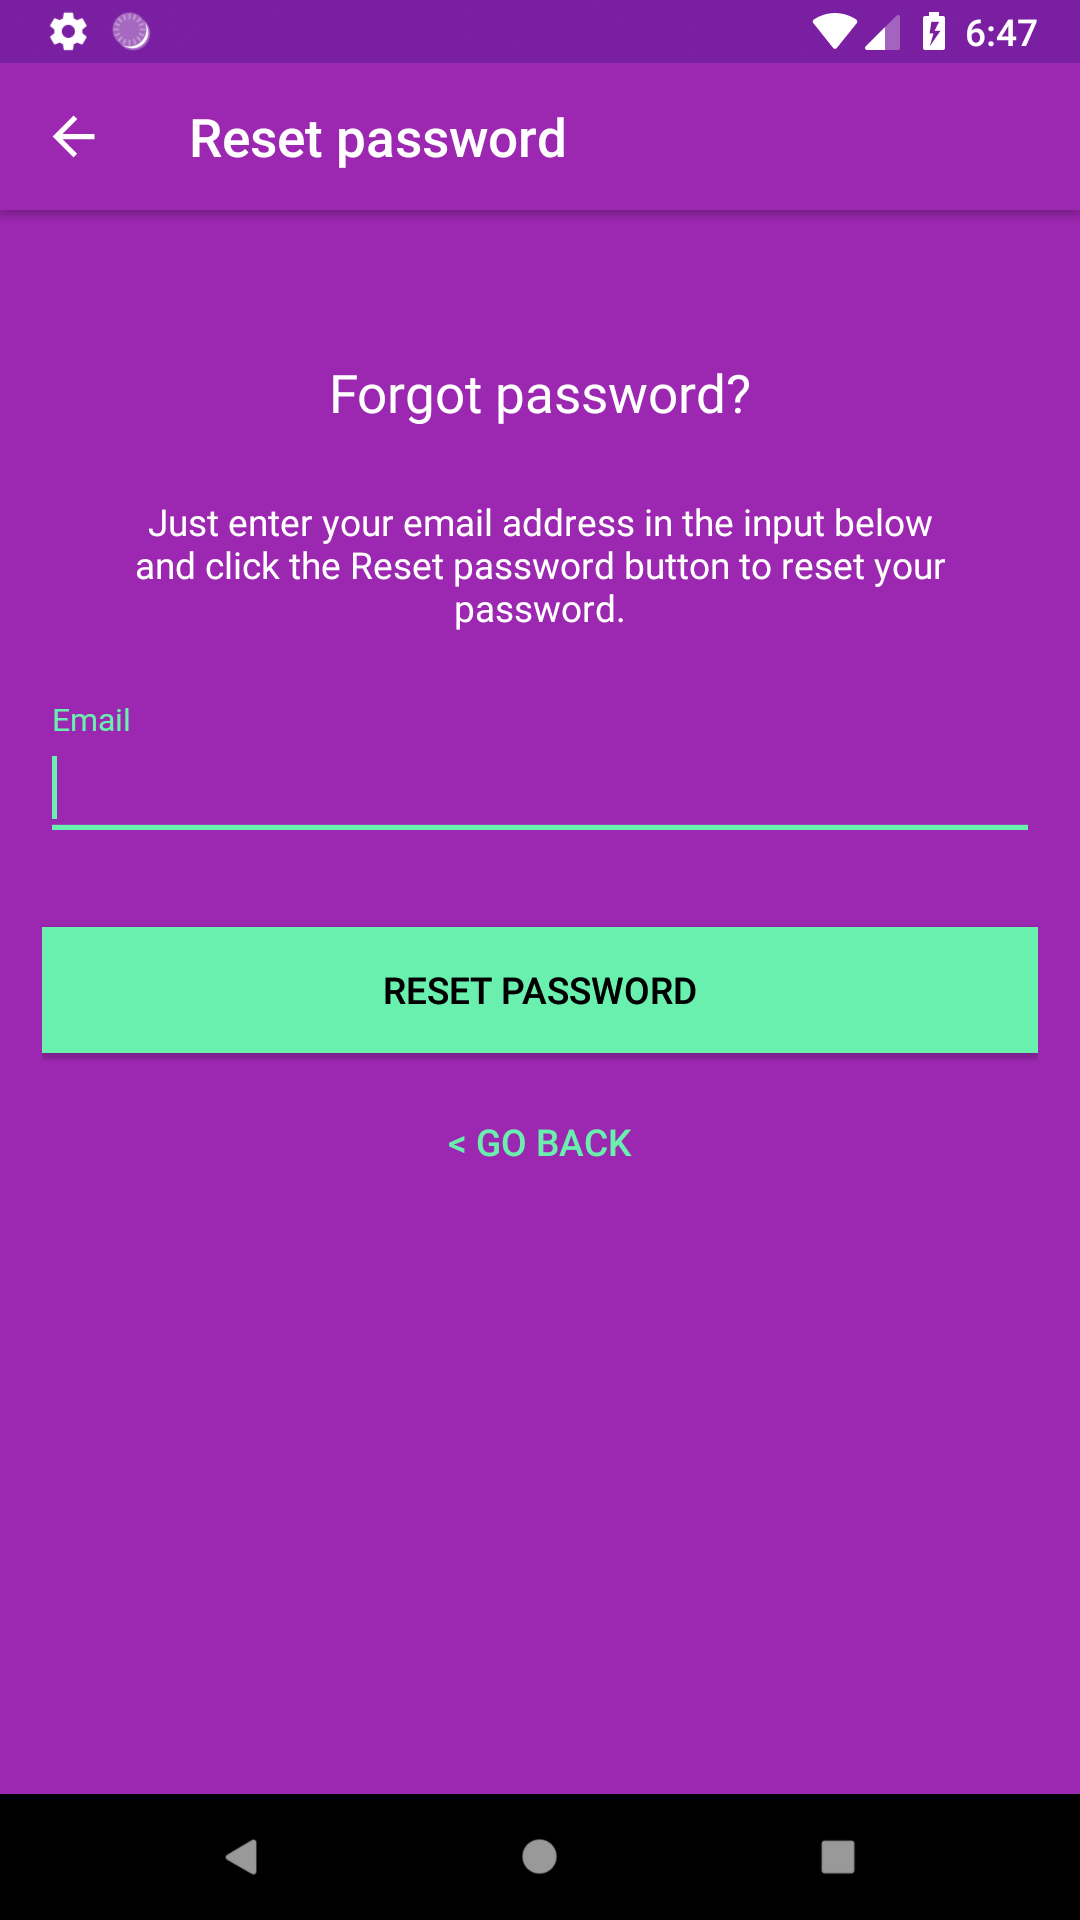 6:47
Reset password
Forgot password?
Just enter your email address in the input below
and click the Reset password button to reset your
password.
Email
RESET PASSWORD
< GO BACK